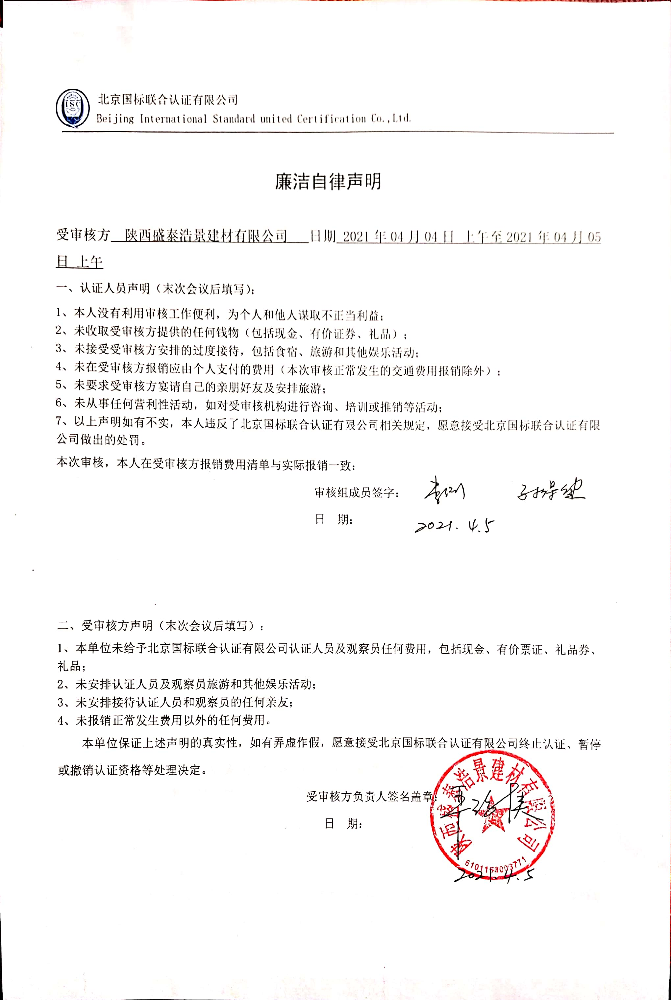 ISC
北京国标联合认证有限公司
Beijing International Standard united Certification Co.,Ltd.
廉洁自律声明
受审核方 陕西盛泰浩景建材有限公司 日期 2021 年 04 月 04 日 上午至 2021 年 04 月 05
日 上午
一、认证人员声明（末次会议后填写）：
1、本人没有利用审核工作便利，为个人和他人谋取不正当利益；
2、未收取受审核方提供的任何钱物（包括现金、有价证券、礼品）；
3、未接受受审核方安排的过度接待，包括食宿、旅游和其他娱乐活动；
4、未在受审核方报销应由个人支付的费用（本次审核正常发生的交通费用报销除外）；
5、未要求受审核方宴请自己的亲朋好友及安排旅游；
6、未从事任何营利性活动，如对受审核机构进行咨询、培训或推销等活动；
7、以上声明如有不实，本人违反了北京国标联合认证有限公司相关规定，愿意接受北京国标联合认证有限
公司做出的处罚。
本次审核，本人在受审核方报销费用清单与实际报销一致：
审核组成员签字：
日 期： 2021.4.5
二、受审核方声明（末次会议后填写）：
1、本单位未给予北京国标联合认证有限公司认证人员及观察员任何费用，包括现金、有价票证、礼品券、
礼品；
2、未安排认证人员及观察员旅游和其他娱乐活动；
3、未安排接待认证人员和观察员的任何亲友；
4、未报销正常发生费用以外的任何费用。
本单位保证上述声明的真实性，如有弄虚作假，愿意接受北京国标联合认证有限公司终止认证、暂停
或撤销认证资格等处理决定。
受审核方负责人签名盖章：
陕西盛泰浩景建材有限公司
日 期：
6101160003771
2021.4.5